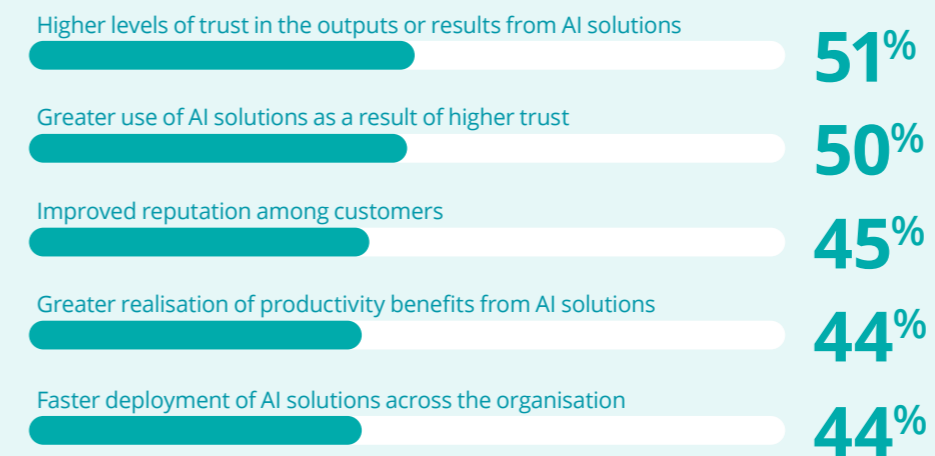 Higher levels of trust in the outputs or results from AI solutions
51%
Greater use of AI solutions as a result of higher trust
50%
Improved reputation among customers
45%
Greater realisation of productivity benefits from AI solutions
44%
Faster deployment of AI solutions across the organisation
44%